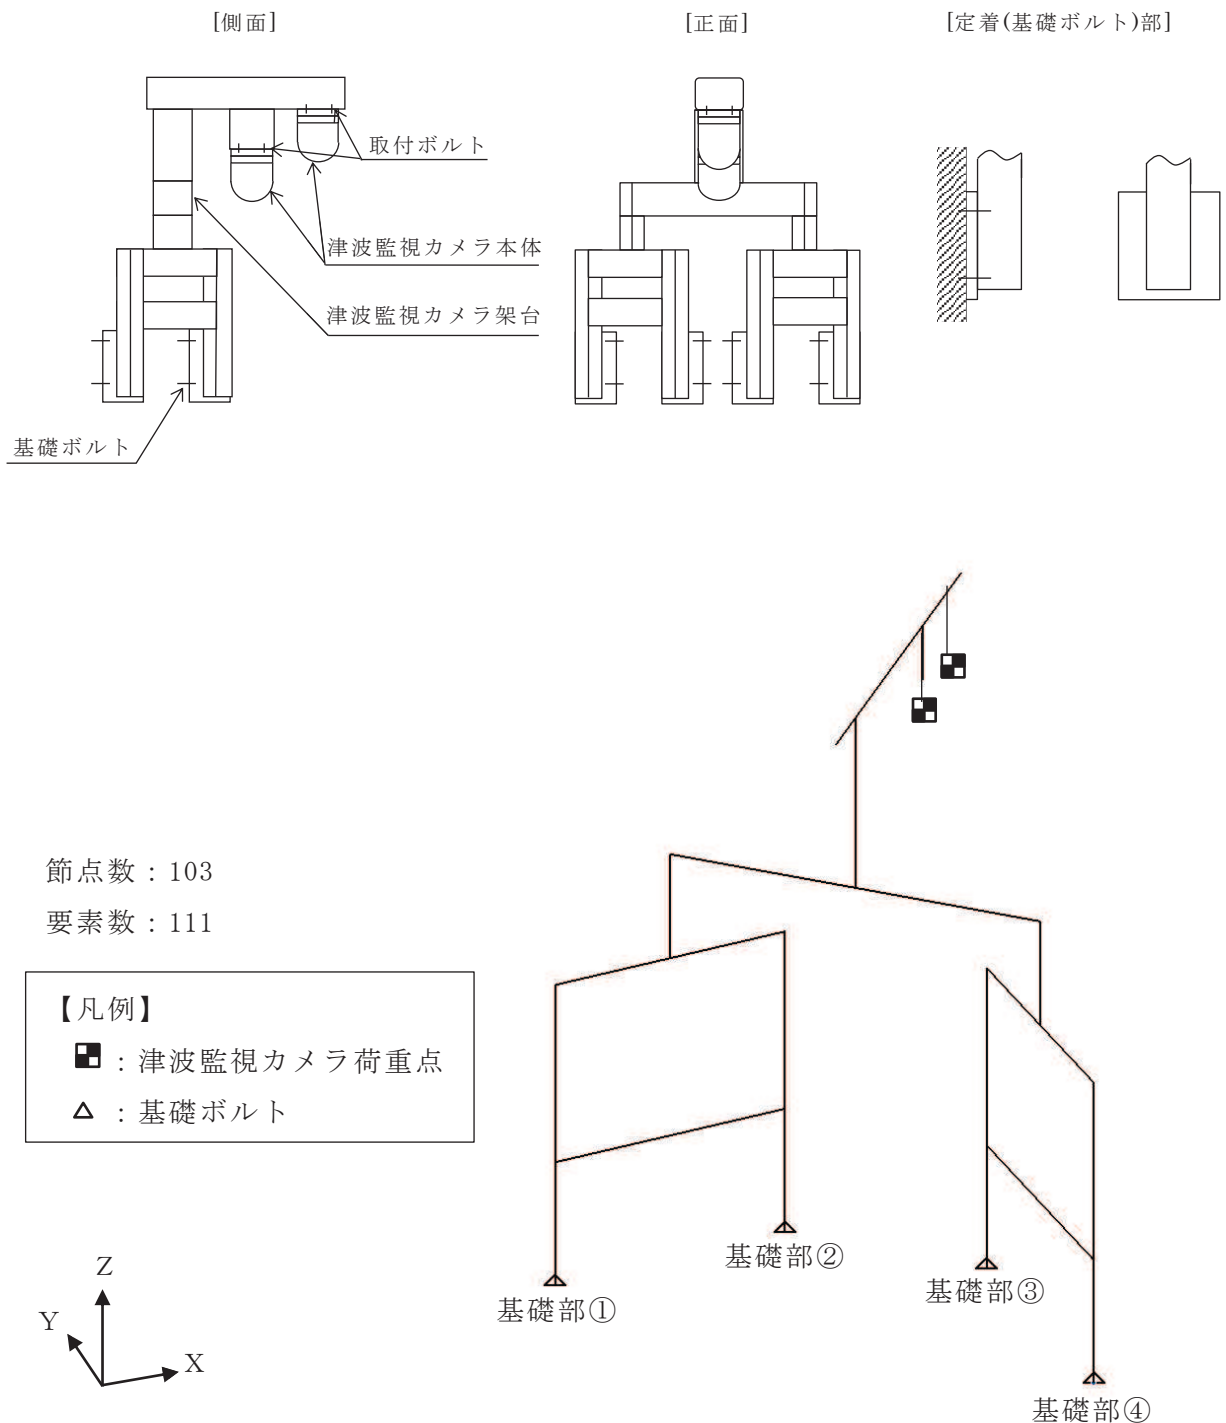 [側面]
[正面]
[定着(基礎ボルト)部]
取付ボルト
津波監視カメラ本体
津波監視カメラ架台
基礎ボルト
節点数：103
要素数：111
【凡例】
：津波監視カメラ荷重点
：基礎ボルト
基礎部①
基礎部②
基礎部③
基礎部④
Z
Y
X